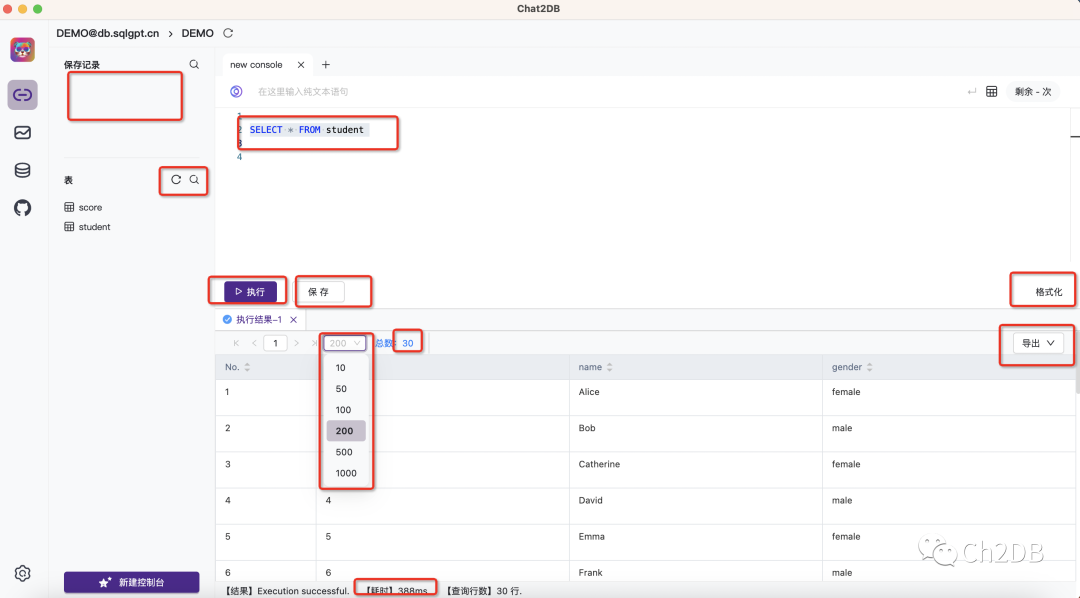 Chat2DB
DEMO@db.sqlgpt.cn > DEMO
保存记录
new console
在这里输入纯文本语句
剩余 - 次
1
2 SELECT * FROM student
3
4
表
score
student
执行
保 存
格式化
执行结果-1
1
200
总数: 30
导出
No.
name
gender
10
50
100
200
500
1000
1 Alice female
2 Bob male
3 Catherine female
4 4 David male
5 5 Emma female
6 6 Frank male
新建控制台
【结果】Execution successful. 【耗时】388ms. 【查询行数】30 行.
Ch2DB